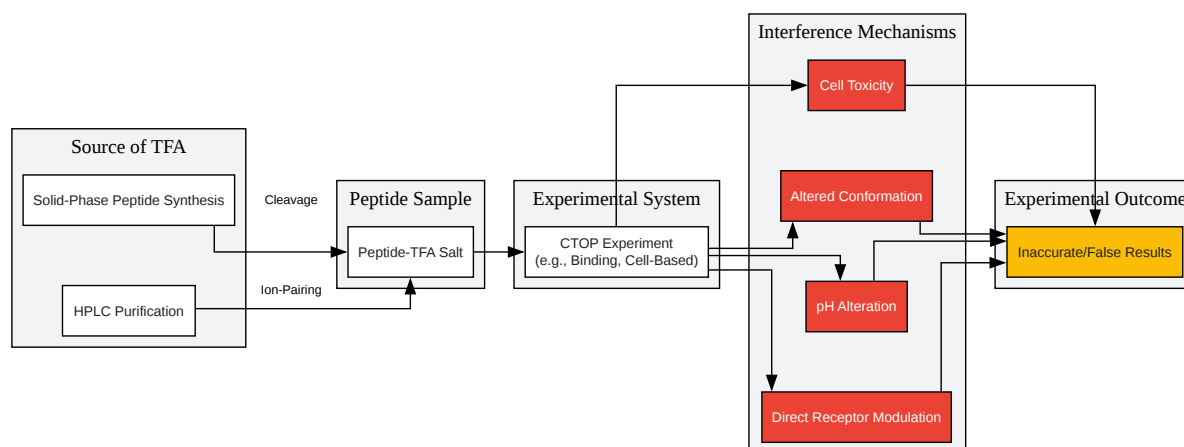 Source of TFA
Solid-Phase Peptide Synthesis
HPLC Purification
Cleavage
Ion-Pairing
Peptide Sample
Peptide-TFA Salt
Experimental System
CTOP Experiment
(e.g., Binding, Cell-Based)
Interference Mechanisms
Cell Toxicity
Altered Conformation
pH Alteration
Direct Receptor Modulation
Experimental Outcome
Inaccurate/False Results